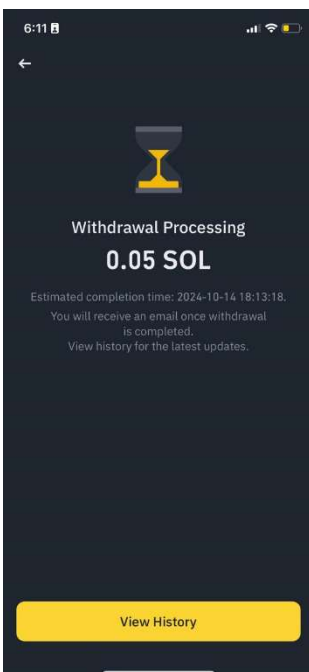 6:11
Withdrawal Processing
0.05 SOL
Estimated completion time: 2024-10-14 18:13:18.
You will receive an email once withdrawal
is completed.
View history for the latest updates.
View History